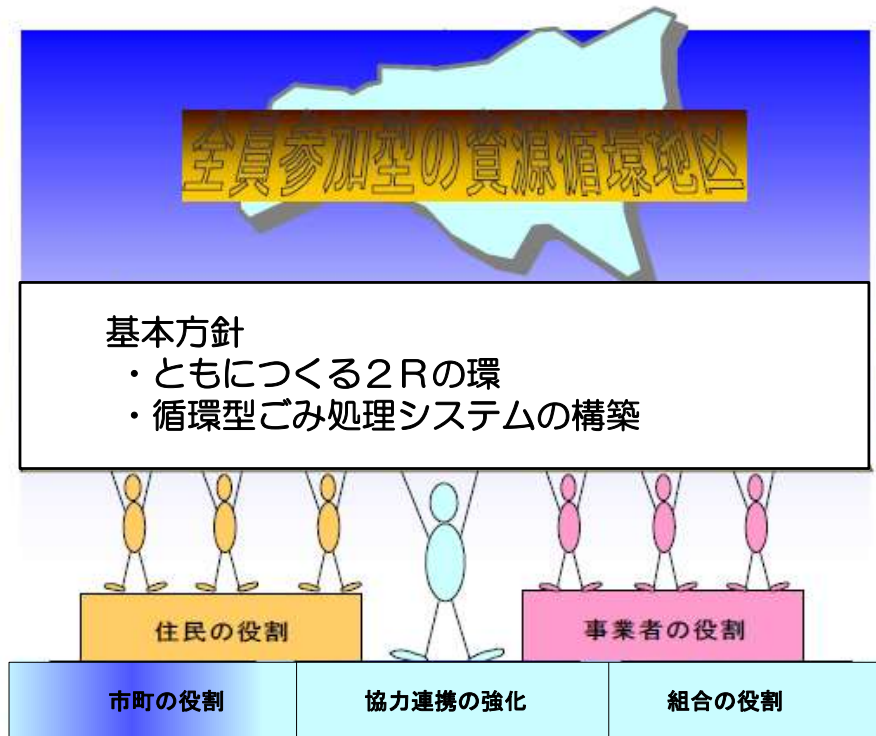 全員参加型の資源循環地区
基本方針
・ともにつくる２Ｒの環
・循環型ごみ処理システムの構築
住民の役割
事業者の役割
市町の役割
協力連携の強化
組合の役割